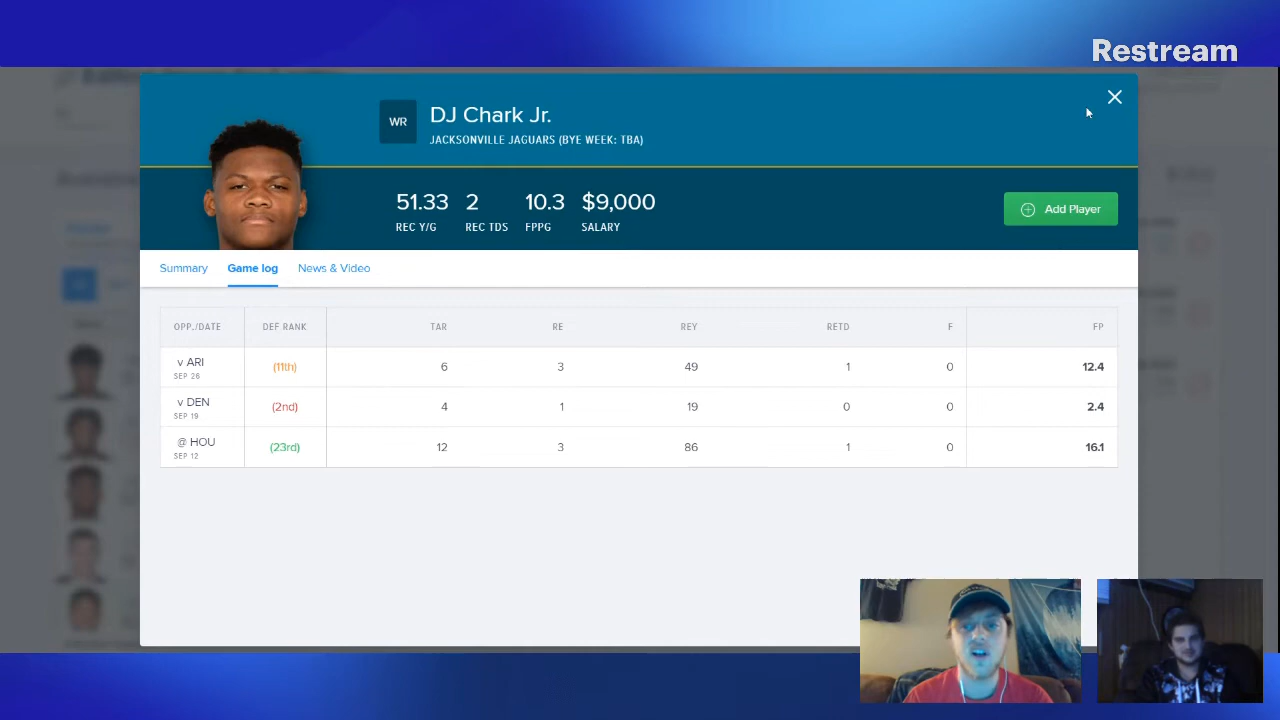 Restream
WR
DJ Chark Jr.
JACKSONVILLE JAGUARS (BYE WEEK: TBA)
51.33 2 10.3 $9,000
REC Y/G REC TDS FPPG SALARY
Add Player
Summary Game log News & Video
OPP./DATE DEF RANK TAR RE REY RETD F FP
v ARI
SEP 26
(11th) 6 3 49 1 0 12.4
v DEN
SEP 19
(2nd) 4 1 19 0 0 2.4
@ HOU
SEP 12
(23rd) 12 3 86 1 0 16.1